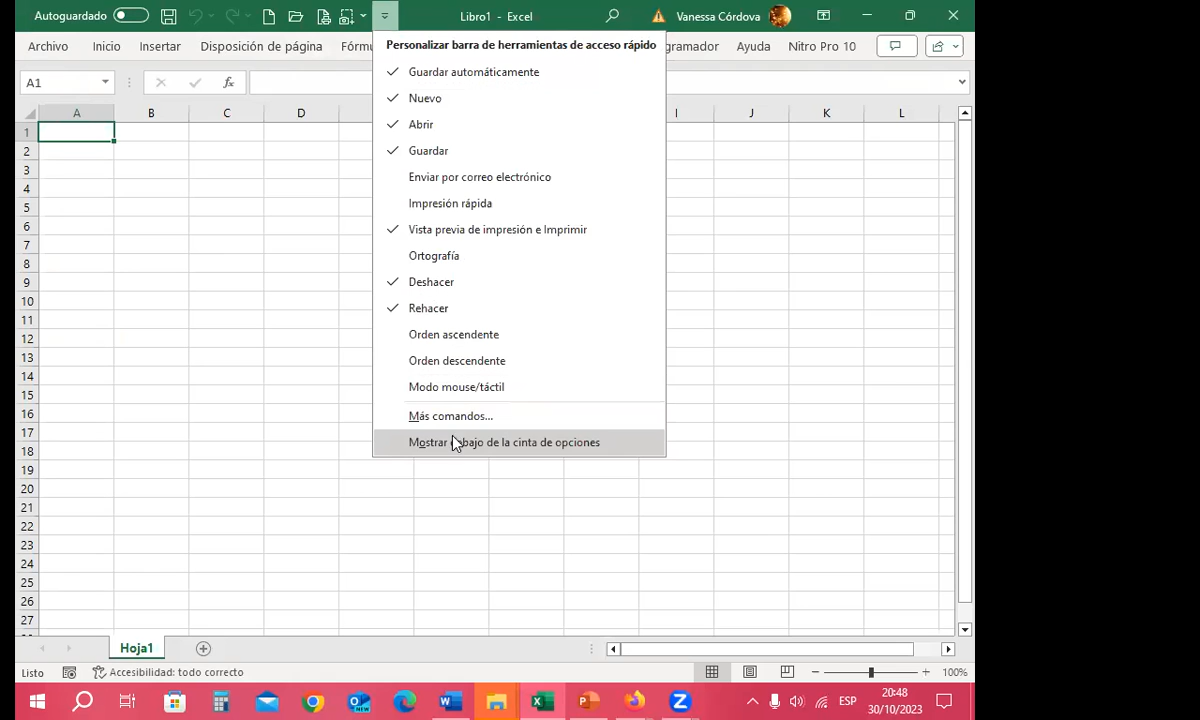 Autoguardado
Libro1 - Excel
Vanessa Córdova
Archivo
Inicio
Insertar
Disposición de página
Fórmu
gramador
Ayuda
Nitro Pro 10
A1
fx
Personalizar barra de herramientas de acceso rápido
Guardar automáticamente
Nuevo
Abrir
Guardar
Enviar por correo electrónico
Impresión rápida
Vista previa de impresión e Imprimir
Ortografía
Deshacer
Rehacer
Orden ascendente
Orden descendente
Modo mouse/táctil
Más comandos...
Mostrar debajo de la cinta de opciones
A B C D I J K L
1
2
3
4
5
6
7
8
9
10
11
12
13
14
15
16
17
18
19
20
21
22
23
24
25
26
27
Hoja1
Listo
Accesibilidad: todo correcto
100%
ESP
20:48
30/10/2023